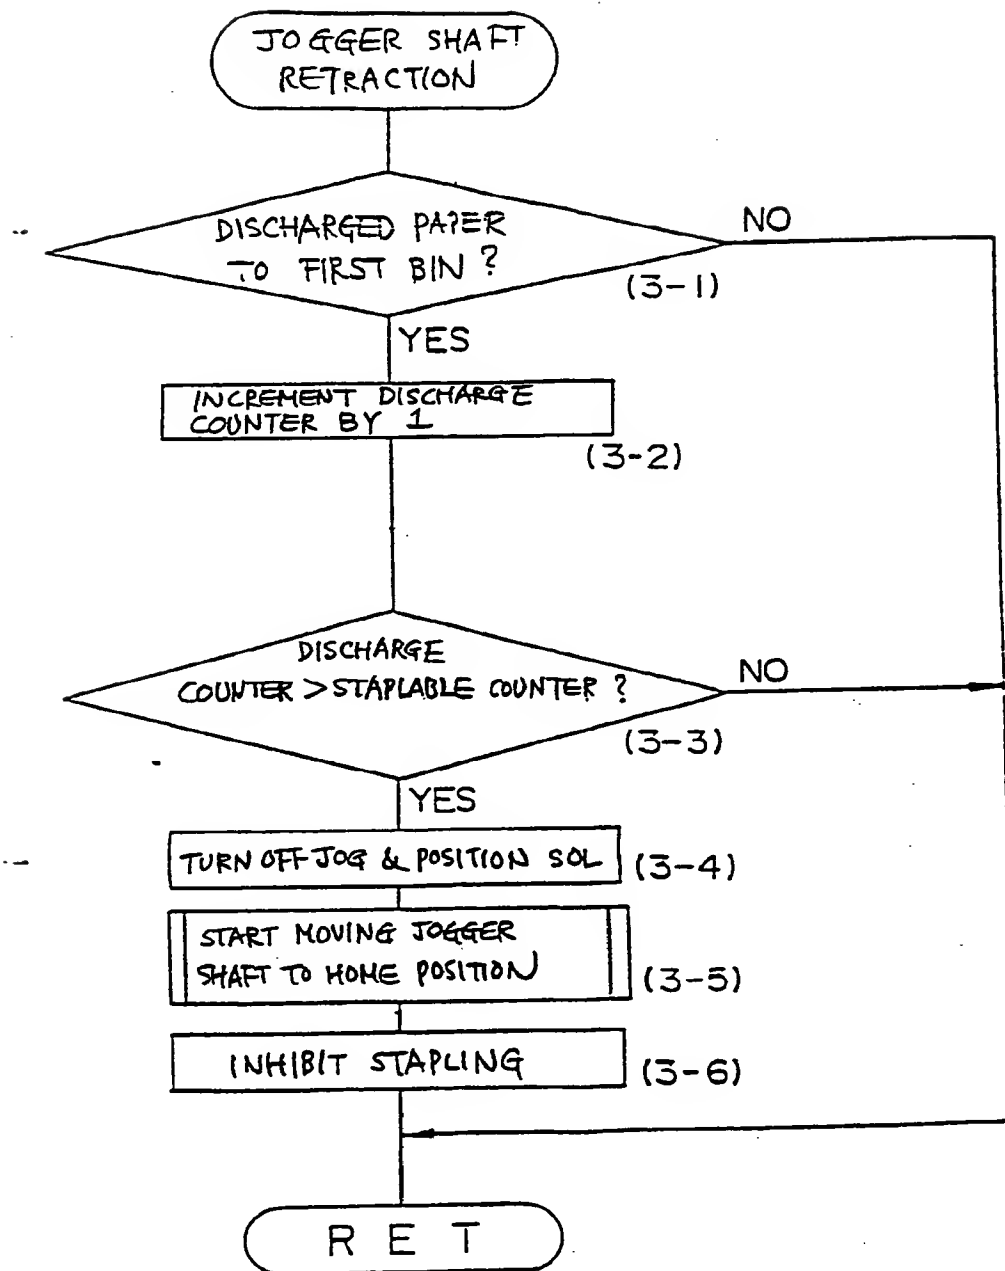 JOGGER SHAFT
RETRACTION
DISCHARGED PAPER
TO FIRST BIN ?
NO
(3-1)
YES
INCREMENT DISCHARGE
COUNTER BY 1
(3-2)
DISCHARGE
COUNTER > STAPLABLE COUNTER ?
NO
(3-3)
YES
TURN OFF JOG & POSITION SOL
(3-4)
START MOVING JOGGER
SHAFT TO HOME POSITION
(3-5)
INHIBIT STAPLING
(3-6)
RET